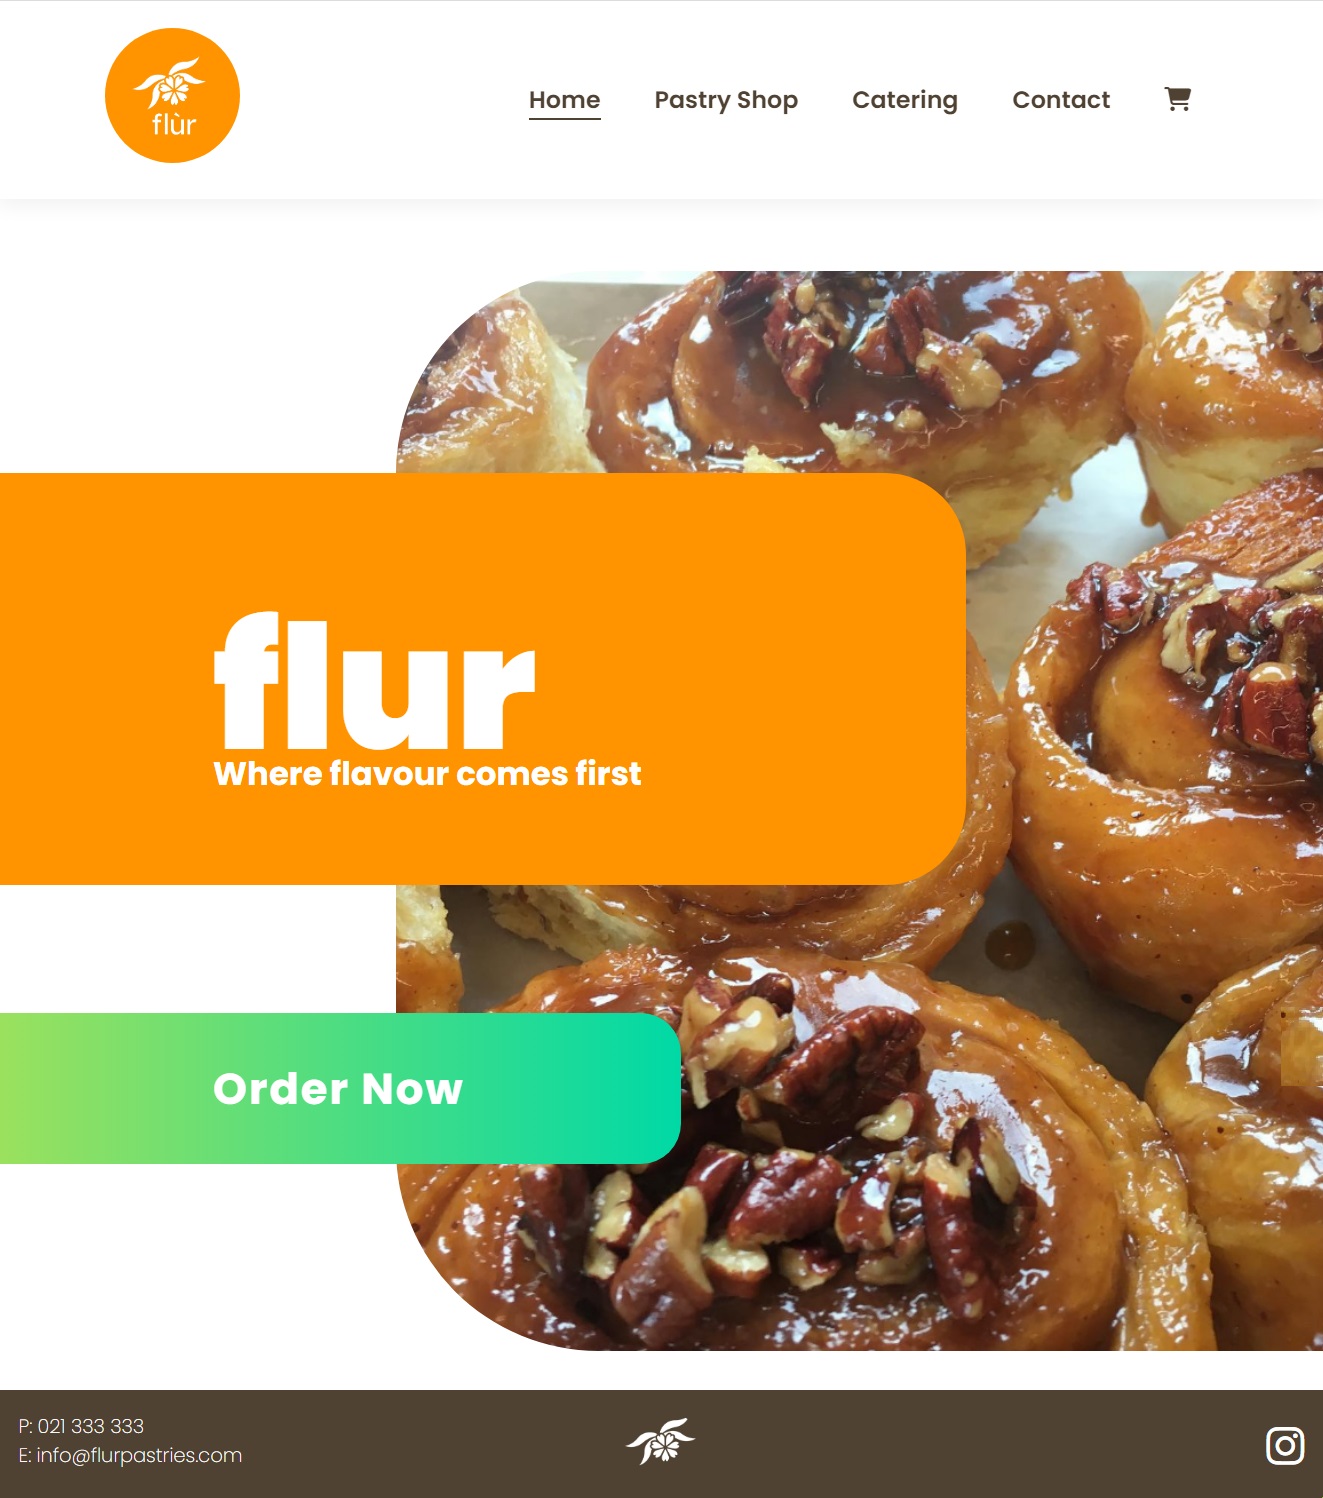 flùr
Home Pastry Shop Catering Contact
flur
Where flavour comes first
Order Now
P: 021 333 333
E: info@flurpastries.com